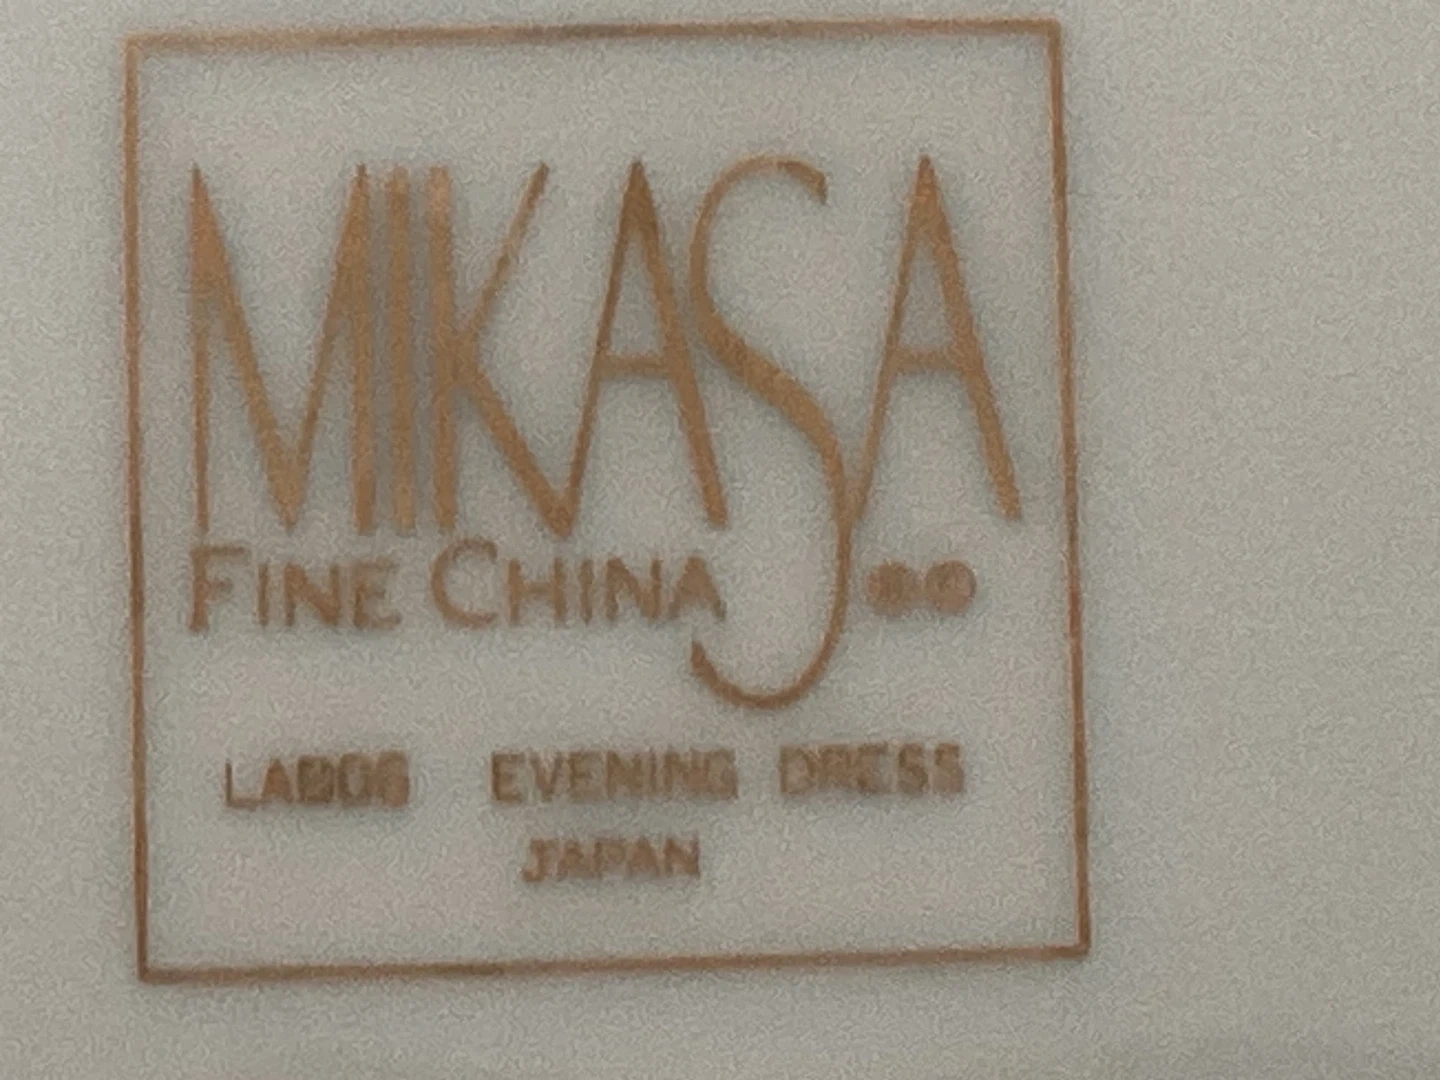 MIKASA
FINE CHINA
EVENING DRESS
JAPAN